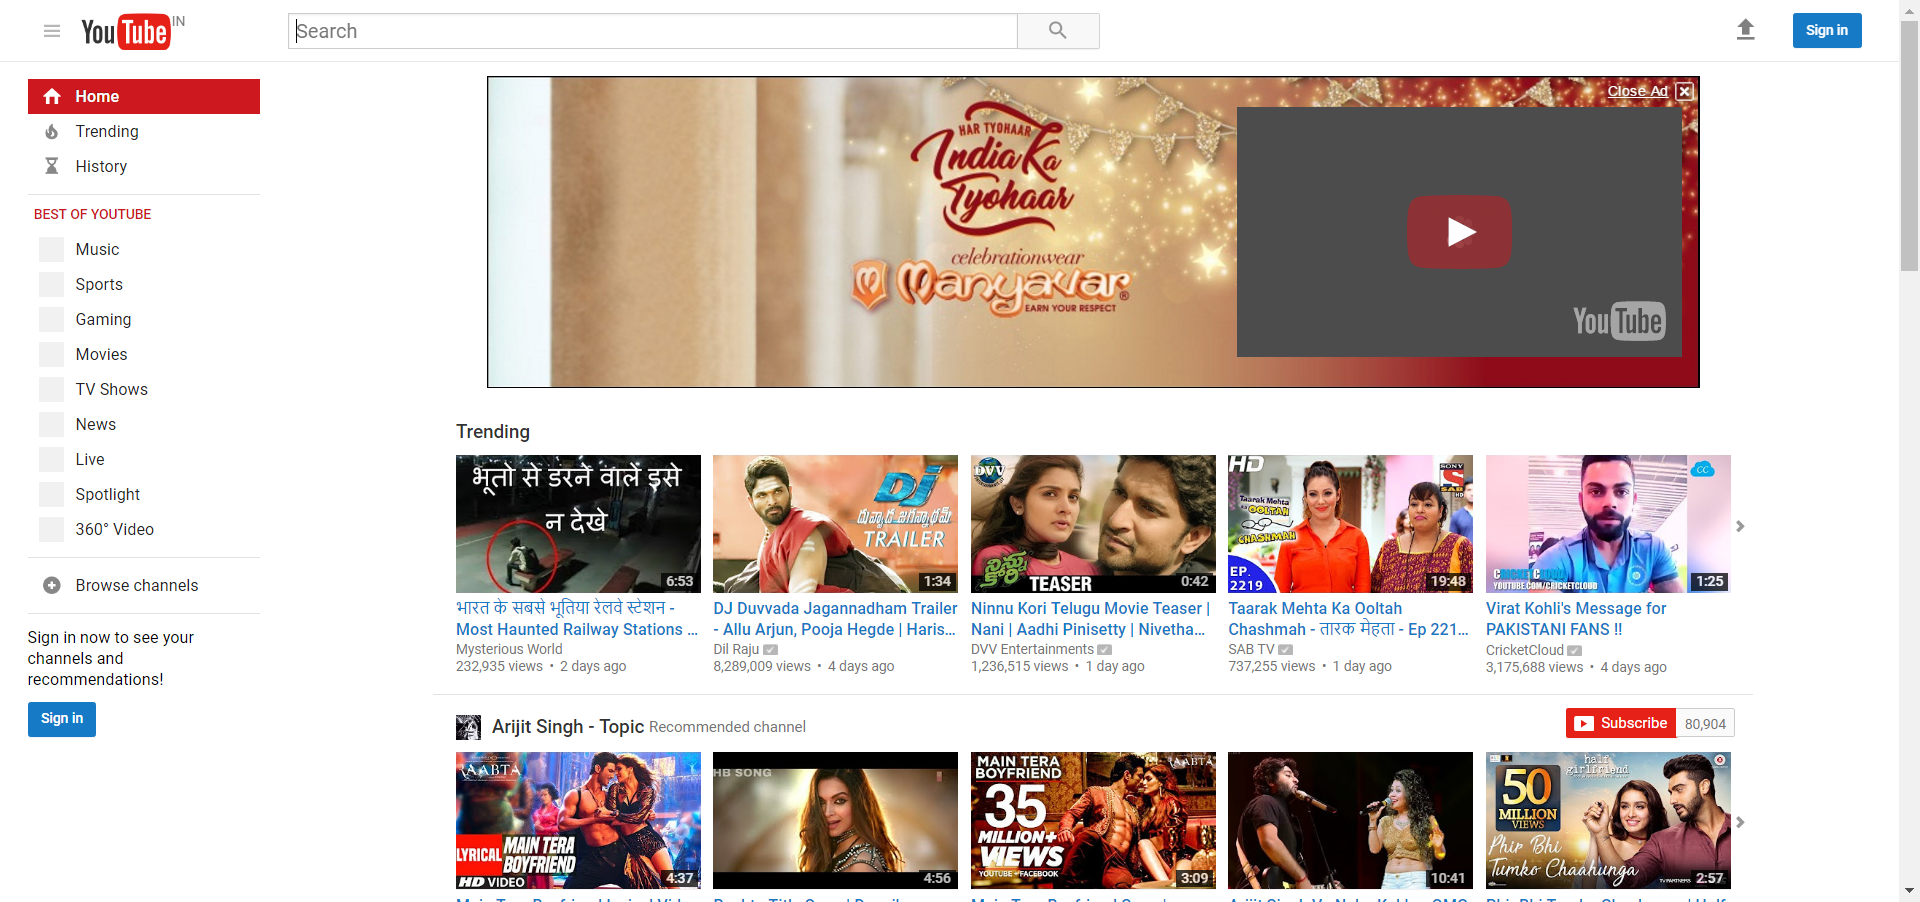 YouTube IN
Search
Sign in
Home
Trending
History
BEST OF YOUTUBE
Music
Sports
Gaming
Movies
TV Shows
News
Live
Spotlight
360° Video
Browse channels
Sign in now to see your
channels and
recommendations!
Sign in
Close Ad
HAR TYOHAAR
India Ka
Tyohaar
celebrationwear
Manyavar®
EARN YOUR RESPECT
YouTube
Trending
भूतो से डरने वालें इसे
न देखे
6:53
भारत के सबसे भूतिया रेलवे स्टेशन -
Most Haunted Railway Stations ...
Mysterious World
232,935 views • 2 days ago
DJ
దువ్వాడ జగన్నాథమ్
TRAILER
1:34
DJ Duvvada Jagannadham Trailer
- Allu Arjun, Pooja Hegde | Haris...
Dil Raju
8,289,009 views • 4 days ago
DVV
నిన్ను
కోరి
TEASER
0:42
Ninnu Kori Telugu Movie Teaser |
Nani | Aadhi Pinisetty | Nivetha...
DVV Entertainments
1,236,515 views • 1 day ago
HD
SONY
SAB
HD
Taarak Mehta
KA OOLTAH
CHASHMAH
EP.
2219
19:48
Taarak Mehta Ka Ooltah
Chashmah - तारक मेहता - Ep 221...
SAB TV
737,255 views • 1 day ago
CC
CRICKETCLOUD
YOUTUBE.COM/CRICKETCLOUD
1:25
Virat Kohli's Message for
PAKISTANI FANS !!
CricketCloud
3,175,688 views • 4 days ago
Arijit Singh - Topic Recommended channel
Subscribe 80,904
RAABTA
LYRICAL MAIN TERA
BOYFRIEND
HD VIDEO
4:37
HB SONG
4:56
MAIN TERA
BOYFRIEND
RAABTA
35
MILLION+
VIEWS
YOUTUBE + FACEBOOK
3:09
10:41
half
girlfriend
50
MILLION
VIEWS
Phir Bhi
Tumko Chaahunga
TV PARTNERS
2:57